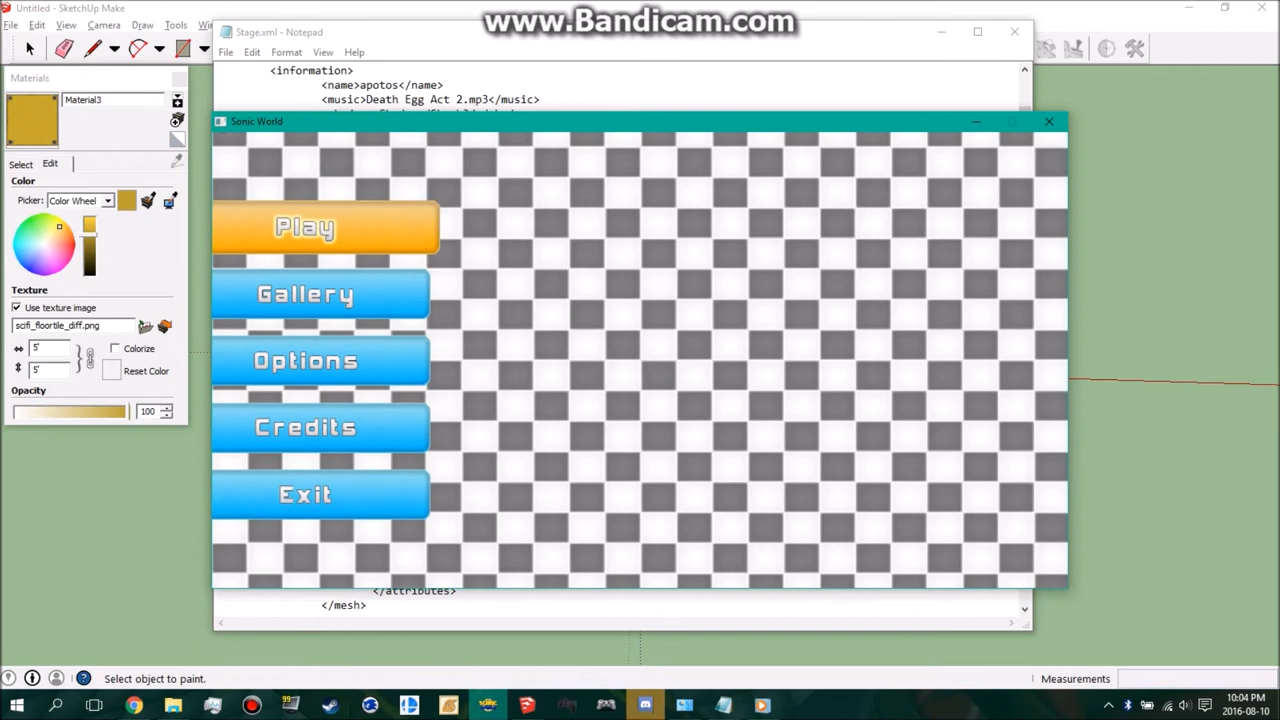 Untitled - SketchUp Make
www.Bandicam.com
File Edit View Camera Draw Tools
Stage.xml - Notepad
File Edit Format View Help
<information>
<name>apotos</name>
<music>Death Egg Act 2.mp3</music>
Materials
Material3
Select Edit
Color
Picker: Color Wheel
Texture
Use texture image
scifi_floortile_diff.png
5'
Colorize
5'
Reset Color
Opacity
100
Sonic World
Play
Gallery
Options
Credits
Exit
</attributes>
</mesh>
Select object to paint.
Measurements
10:04 PM
2016-08-10